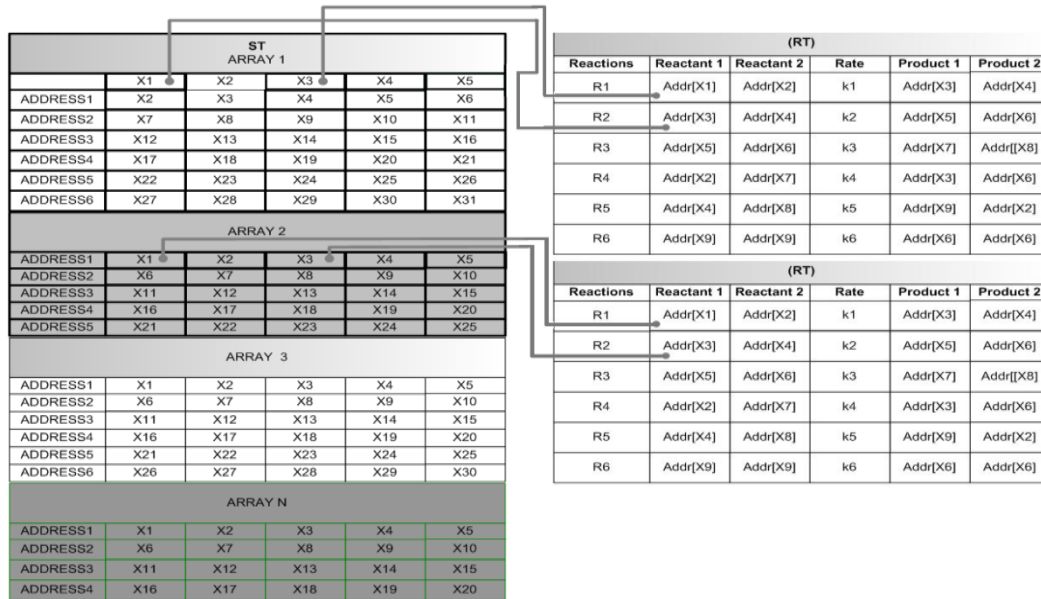 ST
ARRAY 1
X1 X2 X3 X4 X5
ADDRESS1 X2 X3 X4 X5 X6
ADDRESS2 X7 X8 X9 X10 X11
ADDRESS3 X12 X13 X14 X15 X16
ADDRESS4 X17 X18 X19 X20 X21
ADDRESS5 X22 X23 X24 X25 X26
ADDRESS6 X27 X28 X29 X30 X31
ARRAY 2
ADDRESS1 X1 X2 X3 X4 X5
ADDRESS2 X6 X7 X8 X9 X10
ADDRESS3 X11 X12 X13 X14 X15
ADDRESS4 X16 X17 X18 X19 X20
ADDRESS5 X21 X22 X23 X24 X25
ARRAY 3
ADDRESS1 X1 X2 X3 X4 X5
ADDRESS2 X6 X7 X8 X9 X10
ADDRESS3 X11 X12 X13 X14 X15
ADDRESS4 X16 X17 X18 X19 X20
ADDRESS5 X21 X22 X23 X24 X25
ADDRESS6 X26 X27 X28 X29 X30
ARRAY N
ADDRESS1 X1 X2 X3 X4 X5
ADDRESS2 X6 X7 X8 X9 X10
ADDRESS3 X11 X12 X13 X14 X15
ADDRESS4 X16 X17 X18 X19 X20
(RT)
Reactions Reactant 1 Reactant 2 Rate Product 1 Product 2
R1 Addr[X1] Addr[X2] k1 Addr[X3] Addr[X4]
R2 Addr[X3] Addr[X4] k2 Addr[X5] Addr[X6]
R3 Addr[X5] Addr[X6] k3 Addr[X7] Addr[[X8]
R4 Addr[X2] Addr[X7] k4 Addr[X3] Addr[X6]
R5 Addr[X4] Addr[X8] k5 Addr[X9] Addr[X2]
R6 Addr[X9] Addr[X9] k6 Addr[X6] Addr[X6]
(RT)
Reactions Reactant 1 Reactant 2 Rate Product 1 Product 2
R1 Addr[X1] Addr[X2] k1 Addr[X3] Addr[X4]
R2 Addr[X3] Addr[X4] k2 Addr[X5] Addr[X6]
R3 Addr[X5] Addr[X6] k3 Addr[X7] Addr[[X8]
R4 Addr[X2] Addr[X7] k4 Addr[X3] Addr[X6]
R5 Addr[X4] Addr[X8] k5 Addr[X9] Addr[X2]
R6 Addr[X9] Addr[X9] k6 Addr[X6] Addr[X6]